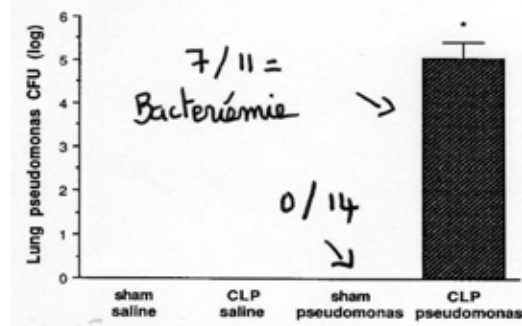 6
5
4
3
2
1
0
Lung pseudomonas CFU (log)
*
7/11 =
Bacteriémie
0/14
sham saline
CLP saline
sham pseudomonas
CLP pseudomonas